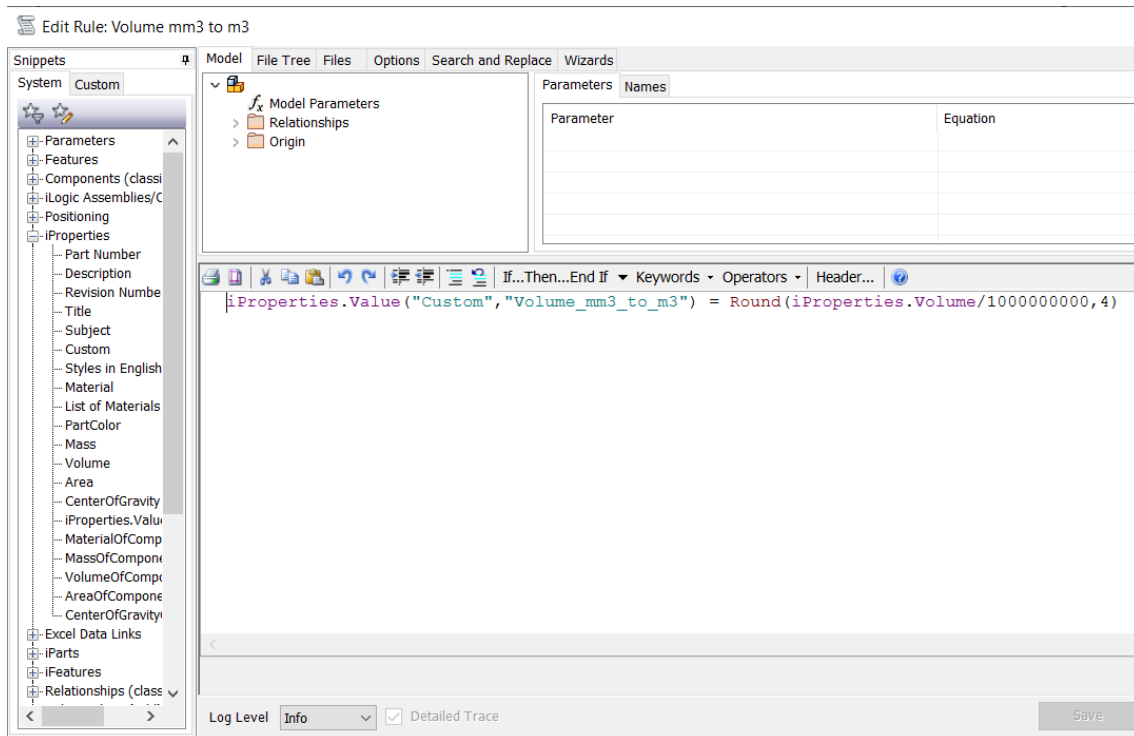 Edit Rule: Volume mm3 to m3
Snippets
System Custom
Parameters
Features
Components (classi
iLogic Assemblies/C
Positioning
iProperties
Part Number
Description
Revision Numbe
Title
Subject
Custom
Styles in English
Material
List of Materials
PartColor
Mass
Volume
Area
CenterOfGravity
iProperties.Valu
MaterialOfComp
MassOfCompone
VolumeOfCompo
AreaOfCompone
CenterOfGravity
Excel Data Links
iParts
iFeatures
Relationships (class
Model File Tree Files Options Search and Replace Wizards
fx Model Parameters
Relationships
Origin
Parameters Names
Parameter Equation
If...Then...End If Keywords Operators Header...
iProperties.Value("Custom","Volume_mm3_to_m3") = Round(iProperties.Volume/1000000000,4)
Log Level Info Detailed Trace Save